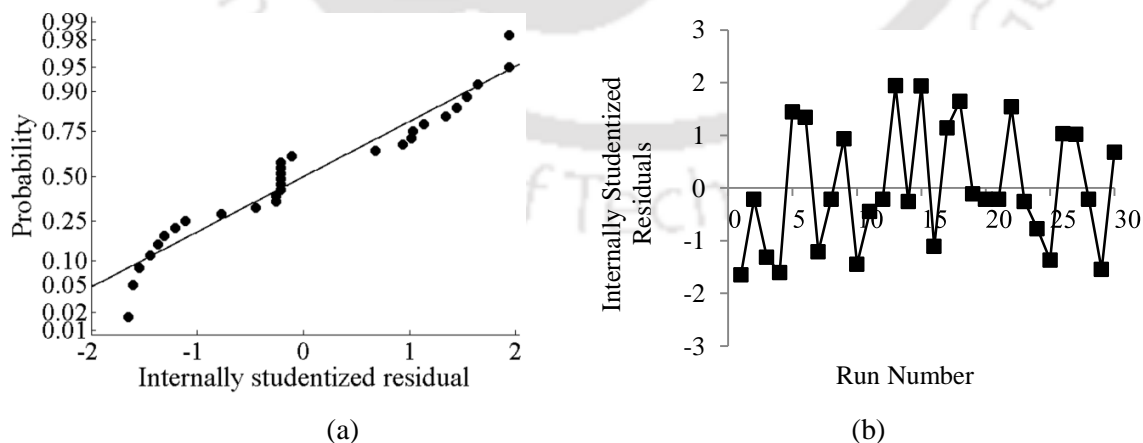 0.99
0.98
0.95
0.90
0.75
0.50
0.25
0.10
0.05
0.02
0.01
Probability
-2 -1 0 1 2
Internally studentized residual
(a)
3
2
1
0
-1
-2
-3
Internally Studentized
Residuals
0 5 10 15 20 25 30
Run Number
(b)
of Tech